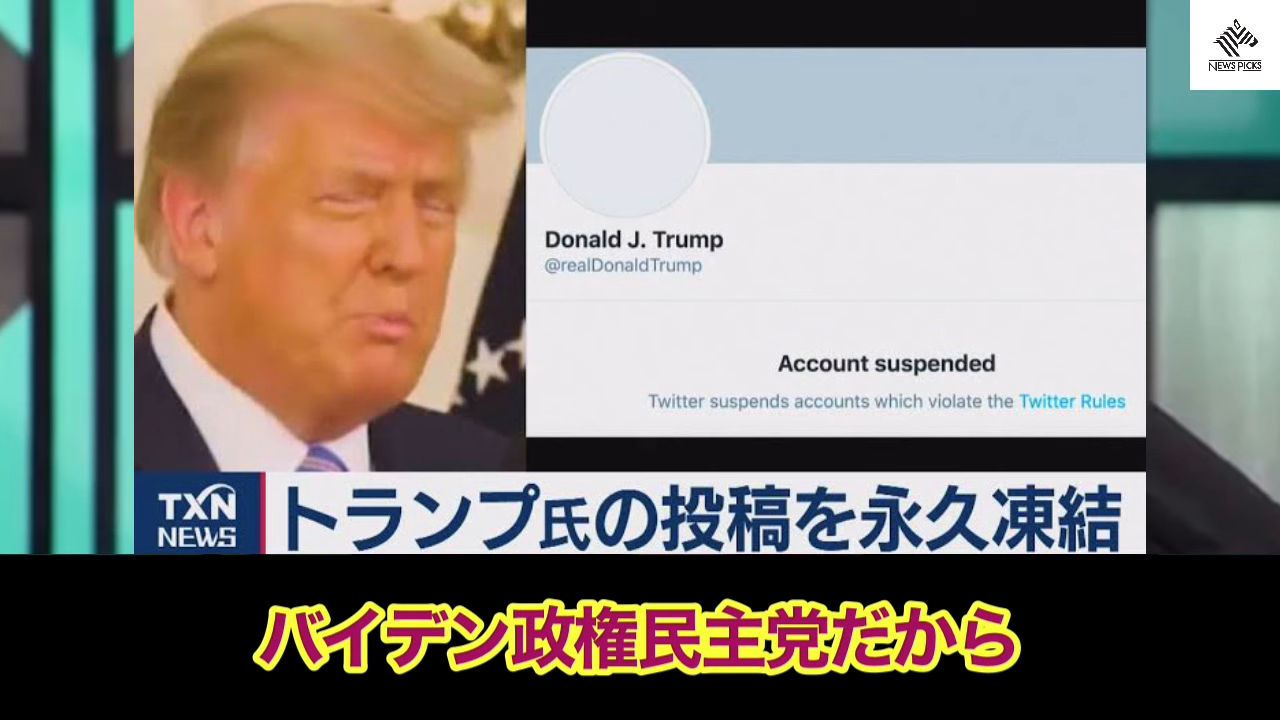 NEWS PICKS
Donald J. Trump
@realDonaldTrump
Account suspended
Twitter suspends accounts which violate the Twitter Rules
TXN
NEWS
トランプ氏の投稿を永久凍結
バイデン政権民主党だから